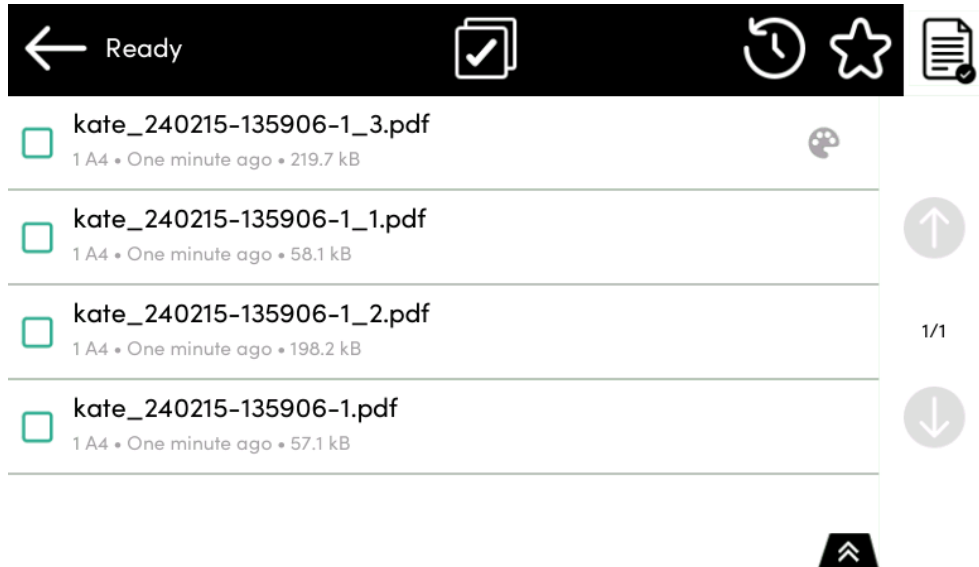 Ready
kate_240215-135906-1_3.pdf
1 A4 • One minute ago • 219.7 kB
kate_240215-135906-1_1.pdf
1 A4 • One minute ago • 58.1 kB
kate_240215-135906-1_2.pdf
1 A4 • One minute ago • 198.2 kB
1/1
kate_240215-135906-1.pdf
1 A4 • One minute ago • 57.1 kB